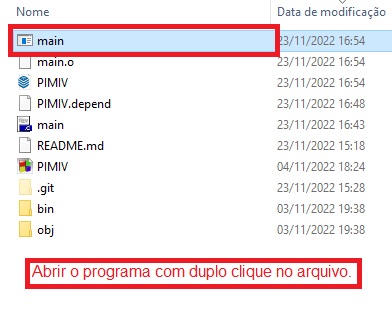 Nome Data de modificação
main 23/11/2022 16:54
main.o 23/11/2022 16:54
PIMIV 23/11/2022 16:54
PIMIV.depend 23/11/2022 16:54
main 23/11/2022 16:43
README.md 23/11/2022 15:18
PIMIV 04/11/2022 18:24
.git 23/11/2022 15:28
bin 03/11/2022 19:38
obj 03/11/2022 19:38
Abrir o programa com duplo clique no arquivo.